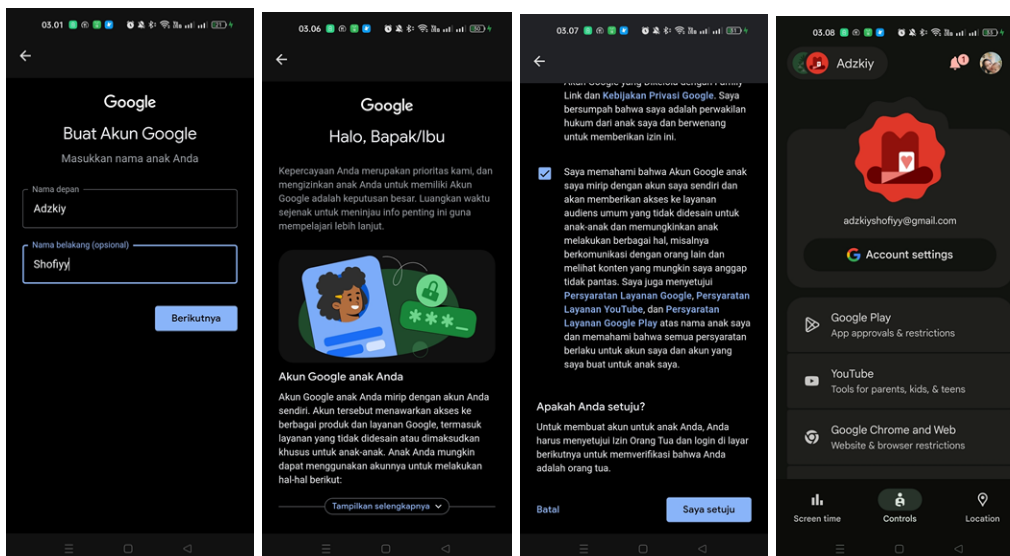 03.01
21
Google
Buat Akun Google
Masukkan nama anak Anda
Nama depan
Adzkiy
Nama belakang (opsional)
Shofiyy
Berikutnya
03.06
30
Google
Halo, Bapak/Ibu
Kepercayaan Anda merupakan prioritas kami, dan
mengizinkan anak Anda untuk memiliki Akun
Google adalah keputusan besar. Luangkan waktu
sejenak untuk meninjau info penting ini guna
mempelajari lebih lanjut.
***_
Akun Google anak Anda
Akun Google anak Anda mirip dengan akun Anda
sendiri. Akun tersebut menawarkan akses ke
berbagai produk dan layanan Google, termasuk
layanan yang tidak didesain atau dimaksudkan
khusus untuk anak-anak. Anak Anda mungkin
dapat menggunakan akunnya untuk melakukan
hal-hal berikut:
Tampilkan selengkapnya
03.07
31
Akun Google yang dikelola dengan Family
Link dan Kebijakan Privasi Google. Saya
bersumpah bahwa saya adalah perwakilan
hukum dari anak saya dan berwenang
untuk memberikan izin ini.
Saya memahami bahwa Akun Google anak
saya mirip dengan akun saya sendiri dan
akan memberikan akses ke layanan
audiens umum yang tidak didesain untuk
anak-anak dan memungkinkan anak
melakukan berbagai hal, misalnya
berkomunikasi dengan orang lain dan
melihat konten yang mungkin saya anggap
tidak pantas. Saya juga menyetujui
Persyaratan Layanan Google, Persyaratan
Layanan YouTube, dan Persyaratan
Layanan Google Play atas nama anak saya
dan memahami bahwa semua persyaratan
berlaku untuk akun saya dan akun yang
saya buat untuk anak saya.
Apakah Anda setuju?
Untuk membuat akun untuk anak Anda, Anda
harus menyetujui Izin Orang Tua dan login di layar
berikutnya untuk memverifikasi bahwa Anda
adalah orang tua.
Batal
Saya setuju
03.08
Adzkiy
adzkiyshofiyy@gmail.com
Account settings
Google Play
App approvals & restrictions
YouTube
Tools for parents, kids, & teens
Google Chrome and Web
Website & browser restrictions
Screen time
Controls
Location